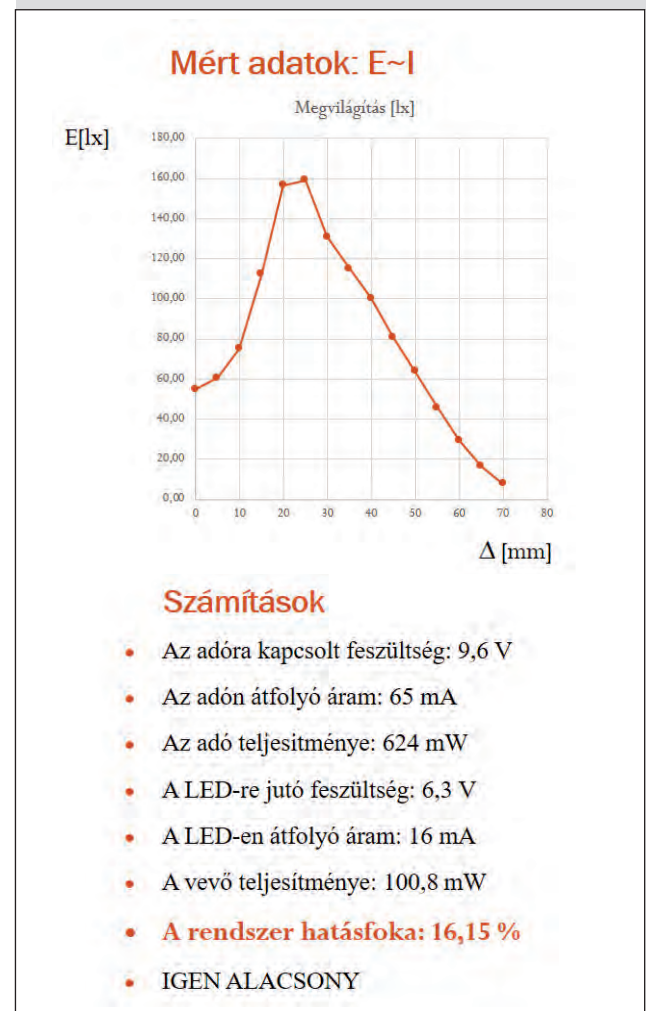 Mért adatok: E~I
Megvilágítás [lx]
E[lx]
180,00
160,00
140,00
120,00
100,00
80,00
60,00
40,00
20,00
0,00
0 10 20 30 40 50 60 70 80
Δ [mm]
Számítások
• Az adóra kapcsolt feszültség: 9,6 V
• Az adón átfolyó áram: 65 mA
• Az adó teljesitménye: 624 mW
• A LED-re jutó feszültség: 6,3 V
• A LED-en átfolyó áram: 16 mA
• A vevő teljesítménye: 100,8 mW
• A rendszer hatásfoka: 16,15 %
• IGEN ALACSONY